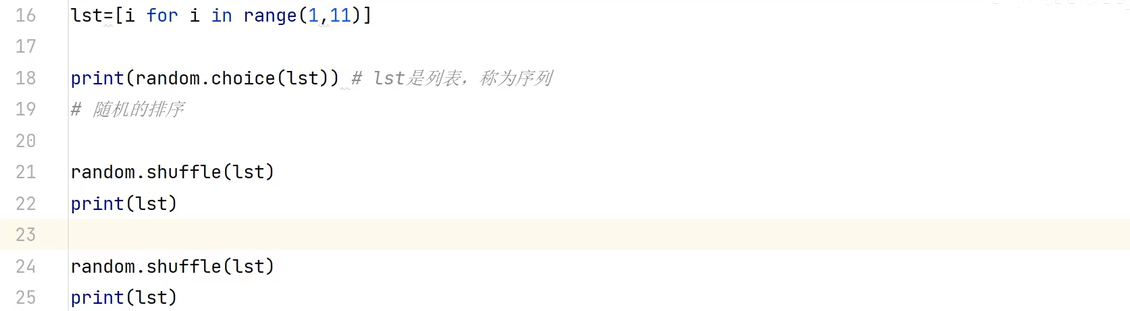 16 lst=[i for i in range(1,11)]
17
18 print(random.choice(lst)) # lst是列表，称为序列
19 # 随机的排序
20
21 random.shuffle(lst)
22 print(lst)
23
24 random.shuffle(lst)
25 print(lst)